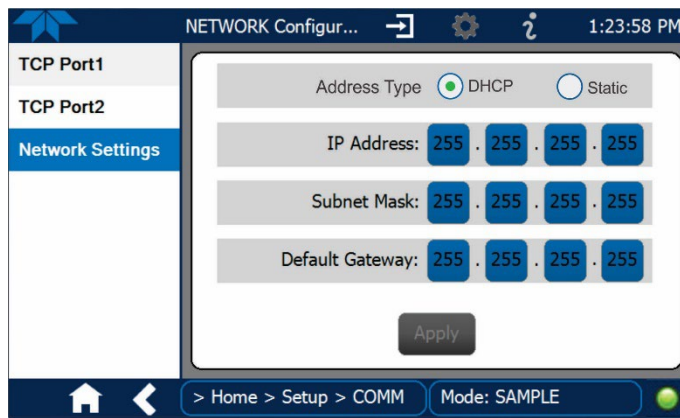 NETWORK Configur... 1:23:58 PM
TCP Port1
TCP Port2
Network Settings
Address Type DHCP Static
IP Address: 255 . 255 . 255 . 255
Subnet Mask: 255 . 255 . 255 . 255
Default Gateway: 255 . 255 . 255 . 255
Apply
> Home > Setup > COMM Mode: SAMPLE